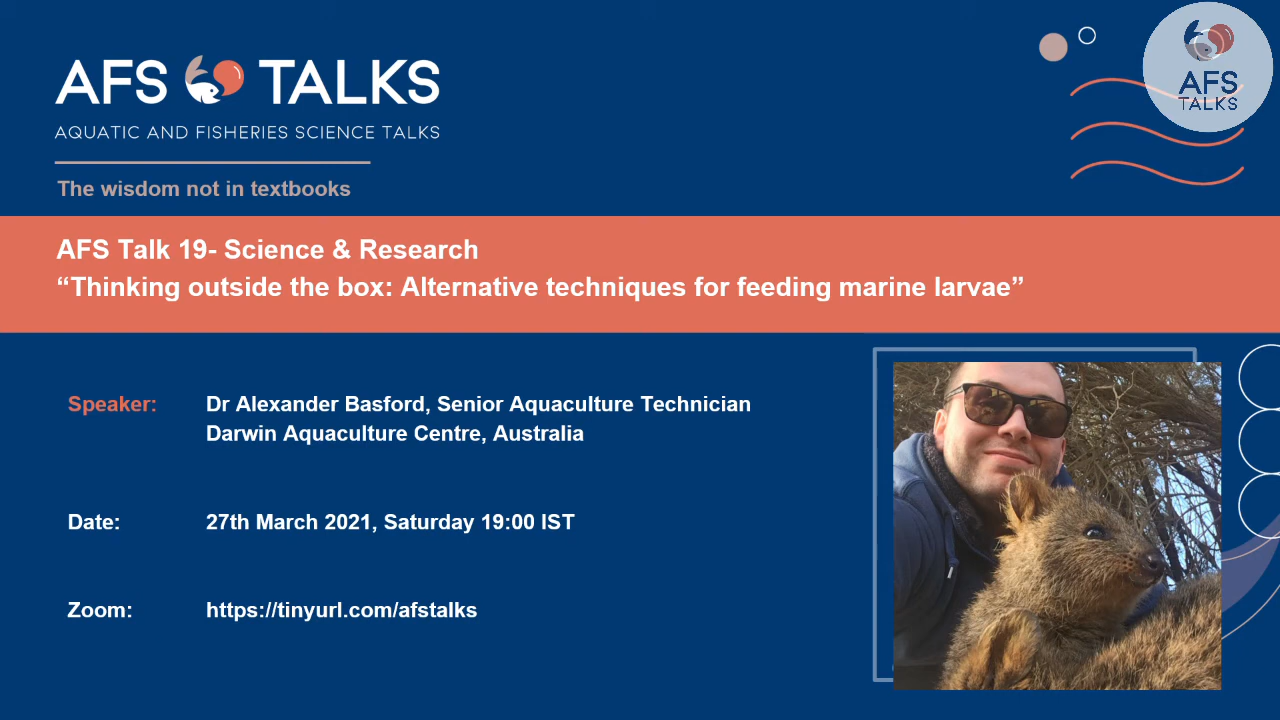 AFS TALKS
AFS
TALKS
AQUATIC AND FISHERIES SCIENCE TALKS
The wisdom not in textbooks
AFS Talk 19- Science & Research
“Thinking outside the box: Alternative techniques for feeding marine larvae”
Speaker: Dr Alexander Basford, Senior Aquaculture Technician
Darwin Aquaculture Centre, Australia
Date: 27th March 2021, Saturday 19:00 IST
Zoom: https://tinyurl.com/afstalks